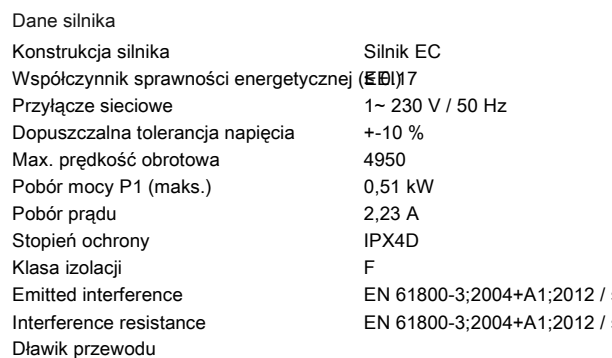 Dane silnika
Konstrukcja silnika Silnik EC
Współczynnik sprawności energetycznej (EEI) ≤ 0.17
Przyłącze sieciowe 1~ 230 V / 50 Hz
Dopuszczalna tolerancja napięcia +-10 %
Max. prędkość obrotowa 4950
Pobór mocy P1 (maks.) 0,51 kW
Pobór prądu 2,23 A
Stopień ochrony IPX4D
Klasa izolacji F
Emitted interference EN 61800-3;2004+A1;2012 /
Interference resistance EN 61800-3;2004+A1;2012 /
Dławik przewodu